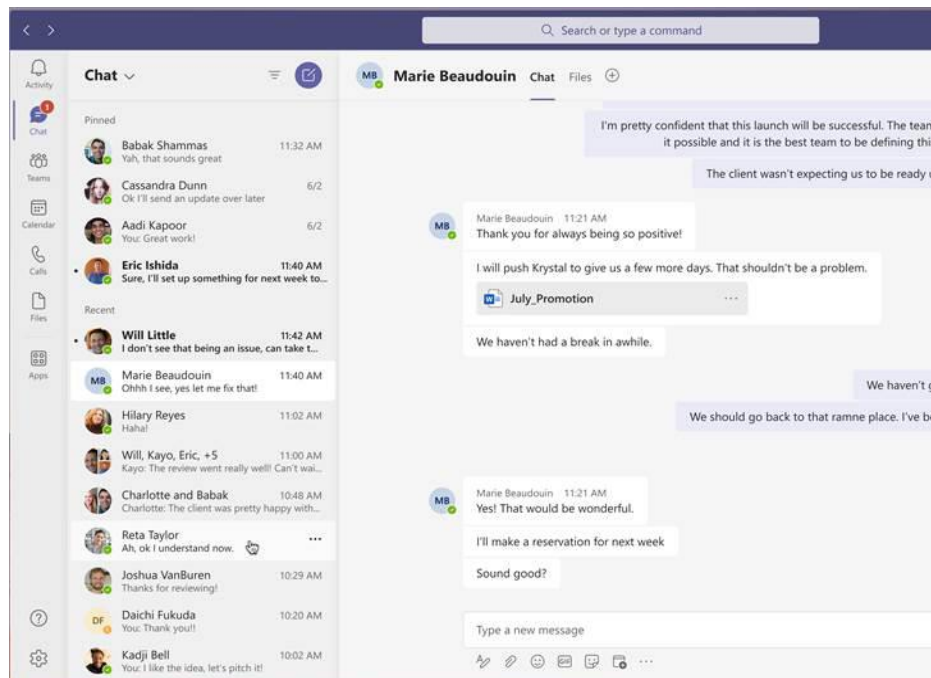 Search or type a command
Activity
Chat
1
Teams
Calendar
Calls
Files
Apps
Chat
Pinned
Babak Shammas 11:32 AM
Yah, that sounds great
Cassandra Dunn 6/2
Ok I'll send an update over later
Aadi Kapoor 6/2
You: Great work!
Eric Ishida 11:40 AM
Sure, I'll set up something for next week to...
Recent
Will Little 11:42 AM
I don't see that being an issue, can take t...
MB Marie Beaudouin 11:40 AM
Ohhh I see, yes let me fix that!
Hilary Reyes 11:02 AM
Haha!
Will, Kayo, Eric, +5 11:00 AM
Kayo: The review went really well! Can't wai...
Charlotte and Babak 10:48 AM
Charlotte: The client was pretty happy with...
Reta Taylor ...
Ah, ok I understand now.
Joshua VanBuren 10:29 AM
Thanks for reviewing!
DF Daichi Fukuda 10:20 AM
You: Thank you!!
Kadji Bell 10:02 AM
You: I like the idea, let's pitch it!
MB Marie Beaudouin Chat Files
I'm pretty confident that this launch will be successful. The team
it possible and it is the best team to be defining thi
The client wasn't expecting us to be ready
MB Marie Beaudouin 11:21 AM
Thank you for always being so positive!
I will push Krystal to give us a few more days. That shouldn't be a problem.
July_Promotion ...
We haven't had a break in awhile.
We haven't g
We should go back to that ramne place. I've be
MB Marie Beaudouin 11:21 AM
Yes! That would be wonderful.
I'll make a reservation for next week
Sound good?
Type a new message
GIF